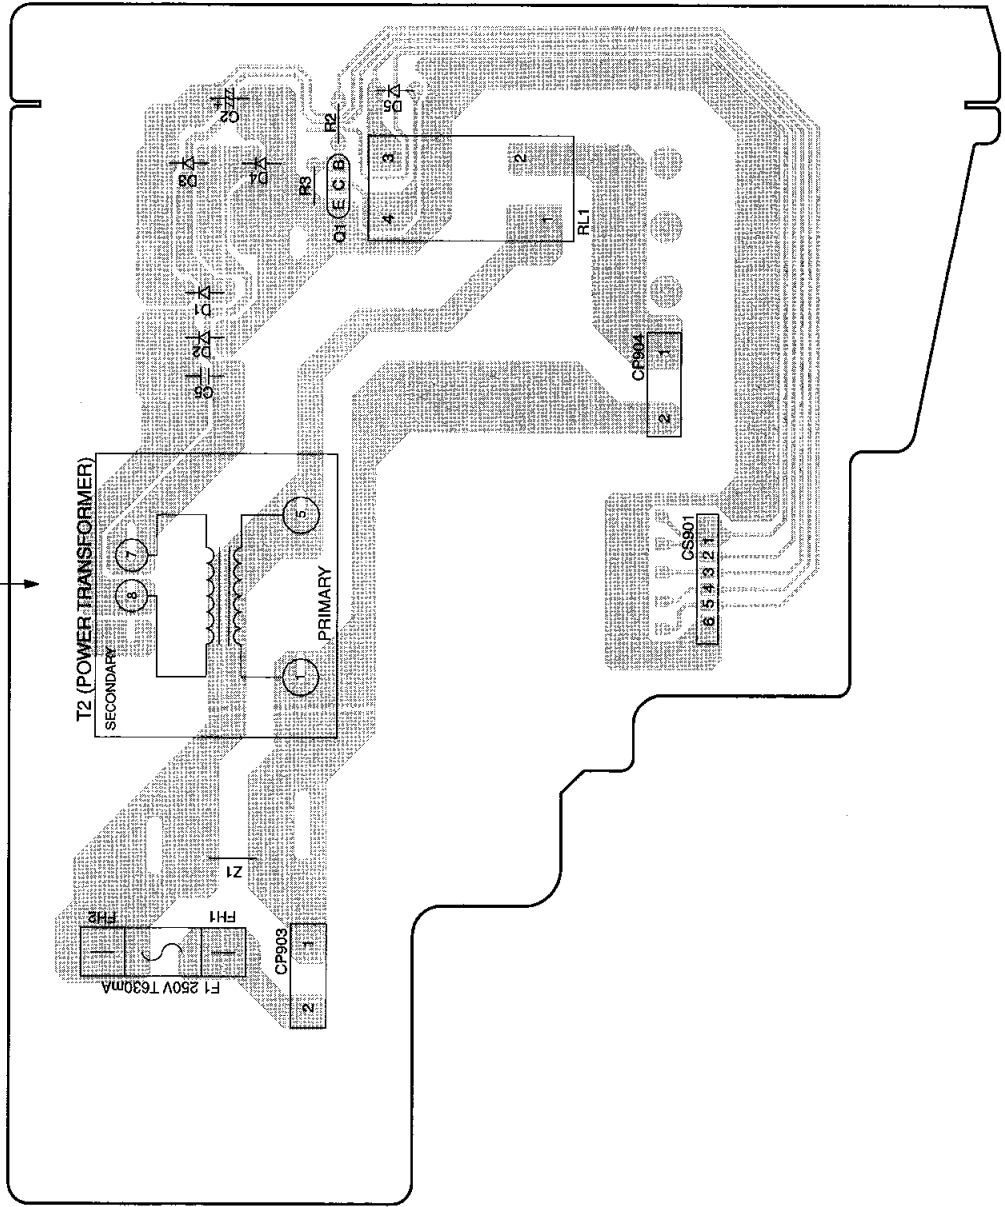 C2
D5
R2
D3
D4
R3
B
C
E
Q1
3
4
2
1
RL1
D1
D2
C5
CP904
1
2
T2 (POWER TRANSFORMER)
SECONDARY
7
8
5
1
PRIMARY
CS901
6 5 4 3 2 1
Z1
FH2
FH1
F1 250V T630mA
CP903
1
2